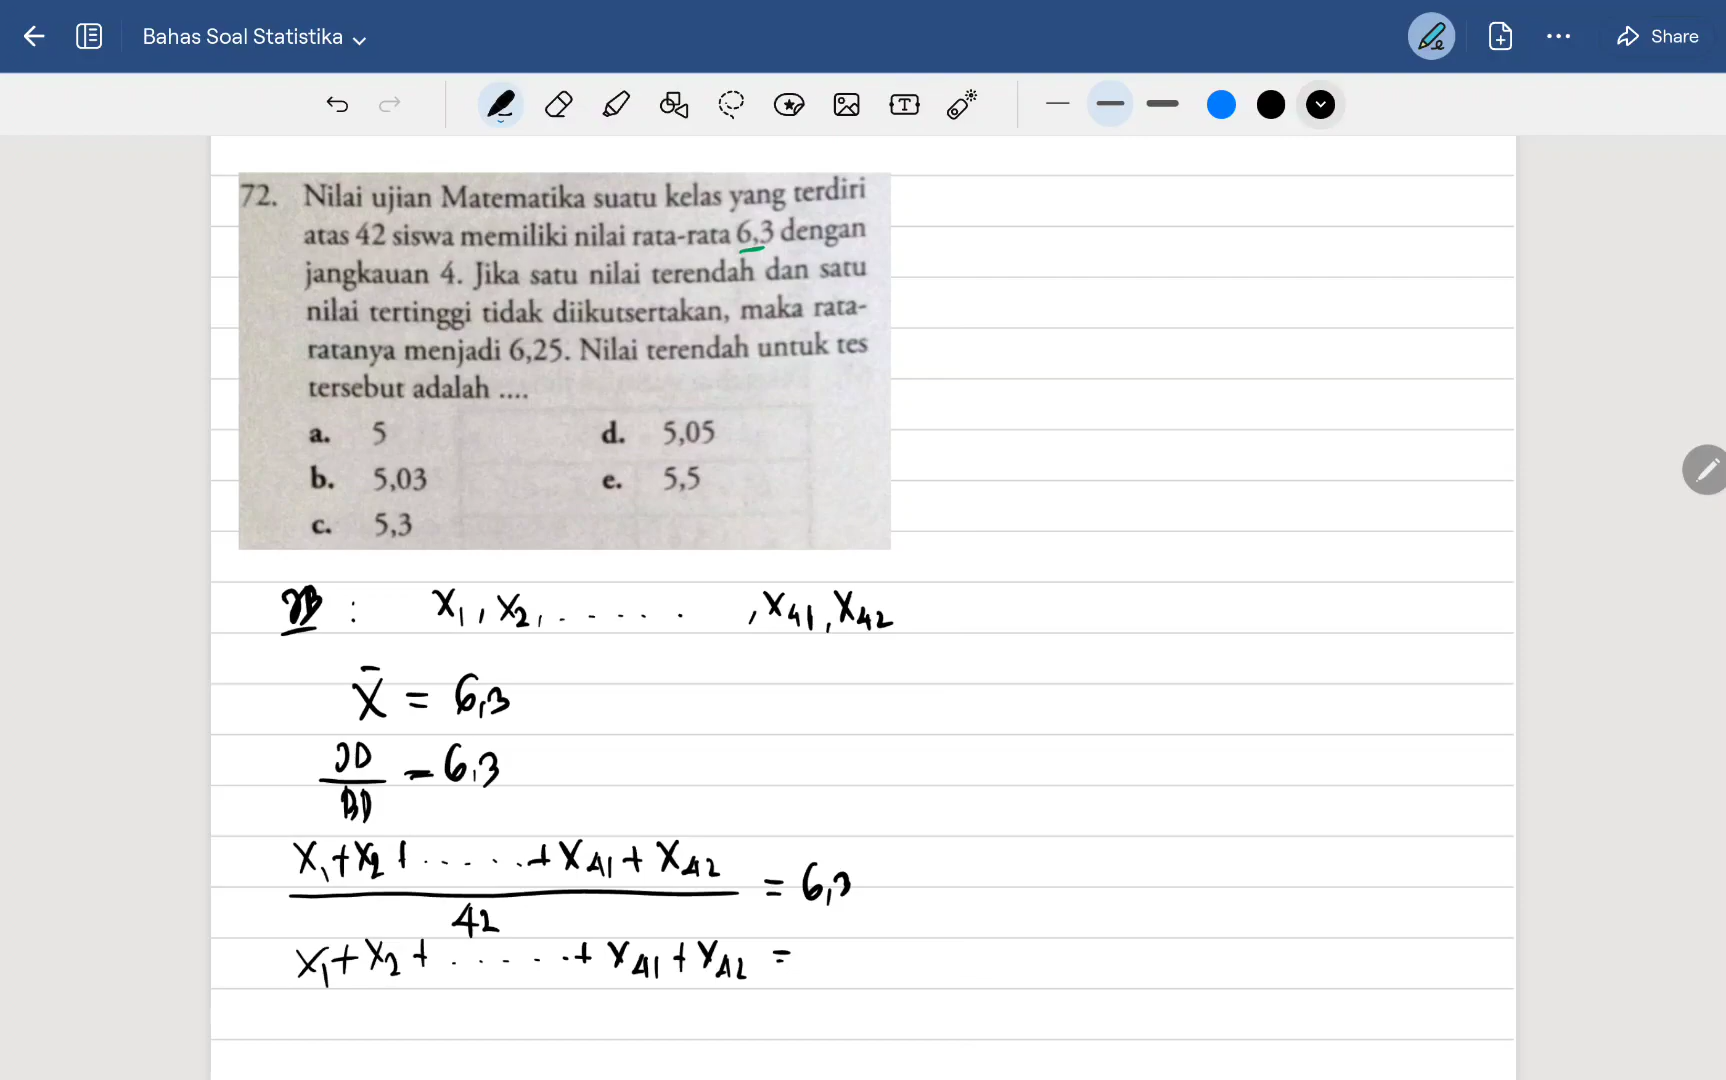 Bahas Soal Statistika
Share
72. Nilai ujian Matematika suatu kelas yang terdiri
atas 42 siswa memiliki nilai rata-rata 6,3 dengan
jangkauan 4. Jika satu nilai terendah dan satu
nilai tertinggi tidak diikutsertakan, maka rata-
ratanya menjadi 6,25. Nilai terendah untuk tes
tersebut adalah ....
a. 5 d. 5,05
b. 5,03 e. 5,5
c. 5,3
: X₁, X₂, ..... , X₄₁, X₄₂
X̄ = 6,3
JD/BD = 6,3
X₁ + X₂ + ..... + X₄₁ + X₄₂ = 6,3
42
X₁ + X₂ + ..... + X₄₁ + X₄₂ =